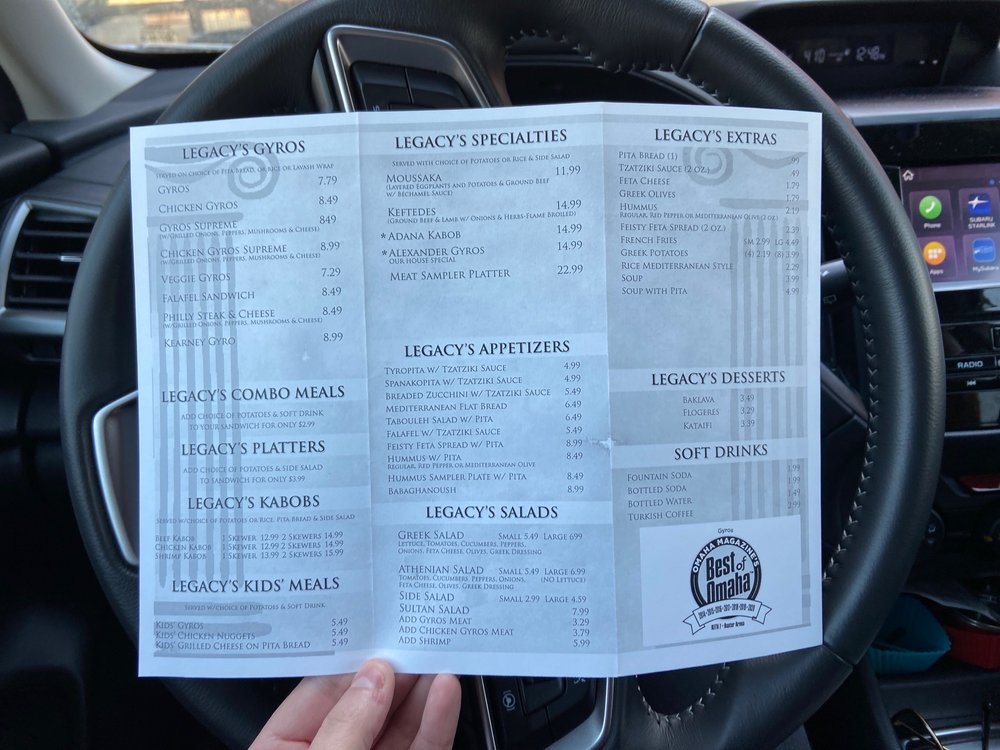 LEGACY'S GYROS
SERVED ON CHOICE OF PITA BREAD, OR RICE OR LAVASH WRAP
GYROS 7.79
CHICKEN GYROS 8.49
GYROS SUPREME 849
(W/GRILLED ONIONS, PEPPERS, MUSHROOMS & CHEESE)
CHICKEN GYROS SUPREME 8.99
(W/GRILLED ONIONS, PEPPERS, MUSHROOMS & CHEESE)
VEGGIE GYROS 7.29
FALAFEL SANDWICH 8.49
PHILLY STEAK & CHEESE 8.49
(W/GRILLED ONIONS, PEPPERS, MUSHROOMS & CHEESE)
KEARNEY GYRO 8.99
LEGACY'S COMBO MEALS
ADD CHOICE OF POTATOES & SOFT DRINK
TO YOUR SANDWICH FOR ONLY $2.99
LEGACY'S PLATTERS
ADD CHOICE OF POTATOES & SIDE SALAD
TO SANDWICH FOR ONLY $3.99
LEGACY'S KABOBS
SERVED W/CHOICE OF POTATOES OR RICE, PITA BREAD & SIDE SALAD
BEEF KABOB 1 SKEWER 12.99 2 SKEWERS 14.99
CHICKEN KABOB 1 SKEWER 12.99 2 SKEWERS 14.99
SHRIMP KABOB 1 SKEWER 13.99 2 SKEWERS 15.99
LEGACY'S KIDS' MEALS
SERVED W/CHOICE OF POTATOES & SOFT DRINK
KIDS' GYROS 5.49
KIDS' CHICKEN NUGGETS 5.49
KIDS' GRILLED CHEESE ON PITA BREAD 5.49
LEGACY'S SPECIALTIES
SERVED WITH CHOICE OF POTATOES OR RICE & SIDE SALAD
MOUSSAKA 11.99
(LAYERED EGGPLANTS AND POTATOES & GROUND BEEF
W/ BÉCHAMEL SAUCE)
KEFTEDES 14.99
(GROUND BEEF & LAMB W/ ONIONS & HERBS-FLAME BROILED)
*ADANA KABOB 14.99
*ALEXANDER GYROS 14.99
OUR HOUSE SPECIAL
MEAT SAMPLER PLATTER 22.99
LEGACY'S APPETIZERS
TYROPITA W/ TZATZIKI SAUCE 4.99
SPANAKOPITA W/ TZATZIKI SAUCE 4.99
BREADED ZUCCHINI W/ TZATZIKI SAUCE 5.49
MEDITERRANEAN FLAT BREAD 6.49
TABOULEH SALAD W/ PITA 6.49
FALAFEL W/ TZATZIKI SAUCE 5.49
FEISTY FETA SPREAD W/ PITA 8.99
HUMMUS W/ PITA 8.49
REGULAR, RED PEPPER OR MEDITERRANEAN OLIVE
HUMMUS SAMPLER PLATE W/ PITA 8.49
BABAGHANOUSH 8.99
LEGACY'S SALADS
GREEK SALAD SMALL 5.49 LARGE 699
LETTUCE, TOMATOES, CUCUMBERS, PEPPERS,
ONIONS, FETA CHEESE, OLIVES, GREEK DRESSING
ATHENIAN SALAD SMALL 5.49 LARGE 6.99
TOMATOES, CUCUMBERS, PEPPERS, ONIONS, (NO LETTUCE)
FETA CHEESE, OLIVES, GREEK DRESSING
SIDE SALAD SMALL 2.99 LARGE 4.59
SULTAN SALAD 7.99
ADD GYROS MEAT 3.29
ADD CHICKEN GYROS MEAT 3.79
ADD SHRIMP 5.99
LEGACY'S EXTRAS
PITA BREAD (1) .99
TZATZIKI SAUCE (2 OZ.) .49
FETA CHEESE 1.79
GREEK OLIVES 1.79
HUMMUS 2.19
REGULAR, RED PEPPER OR MEDITERRANEAN OLIVE (2 OZ.)
FEISTY FETA SPREAD (2 OZ.) 2.39
FRENCH FRIES SM 2.99 LG 4.49
GREEK POTATOES (4) 2.19 (8) 3.99
RICE MEDITERRANEAN STYLE 2.29
SOUP 3.99
SOUP WITH PITA 4.99
LEGACY'S DESSERTS
BAKLAVA 3.49
FLOGERES 3.29
KATAIFI 3.39
SOFT DRINKS
FOUNTAIN SODA 1.99
BOTTLED SODA 1.99
BOTTLED WATER 1.49
TURKISH COFFEE 2.99
Gyros
OMAHA MAGAZINE'S
Best of
Omaha
12:48
Phone
SUBARU
STARLINK
Apps
MySubaru
RADIO